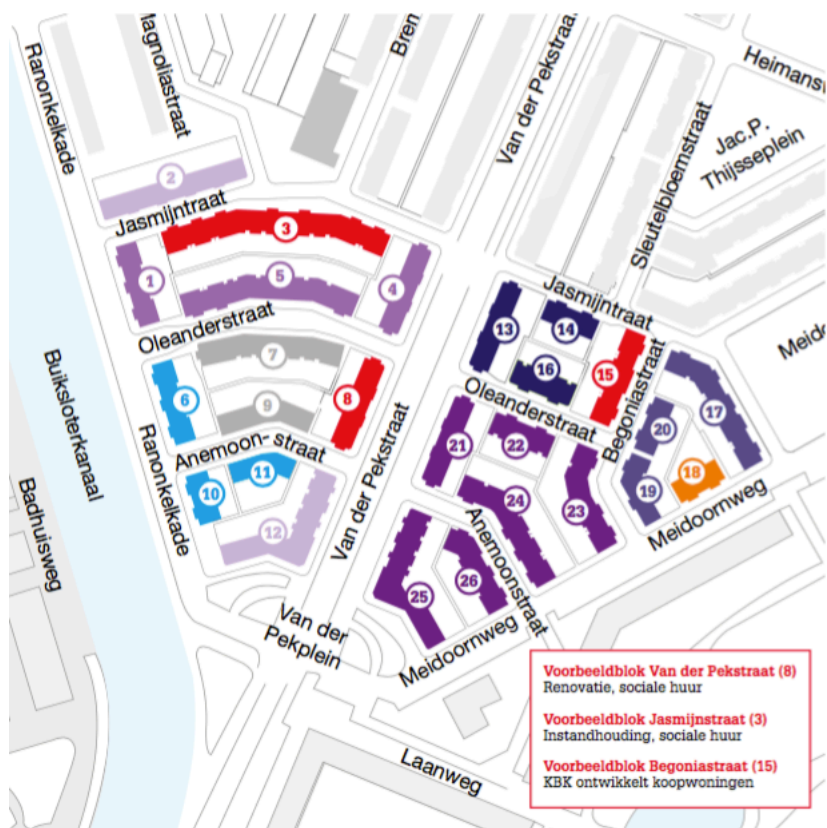 Ranonkelkade
Magnoliastraat
Bren
Van der Pekstraat
Heimansw
Jac.P.
Thijsseplein
Sleutelbloemstraat
2
Jasmijntraat
3
1
5
4
Oleanderstraat
Jasmijntraat
13
14
16
15
Begoniastraat
Meido
7
6
9
8
Anemoon- straat
Buiksloterkanaal
Ranonkelkade
Badhuisweg
10
11
12
Van der Pekstraat
Oleanderstraat
17
20
18
19
Meidoornweg
21
22
24
23
Anemoonstraat
25
26
Meidoornweg
Van der
Pekplein
Laanweg
Voorbeeldblok Van der Pekstraat (8)
Renovatie, sociale huur
Voorbeeldblok Jasmijnstraat (3)
Instandhouding, sociale huur
Voorbeeldblok Begoniastraat (15)
KBK ontwikkelt koopwoningen